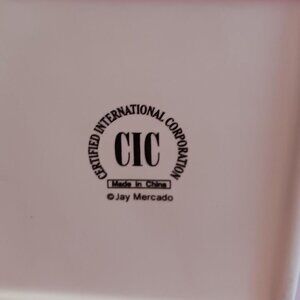 CERTIFIED INTERNATIONAL CORPORATION
CIC
Made in China
© Jay Mercado